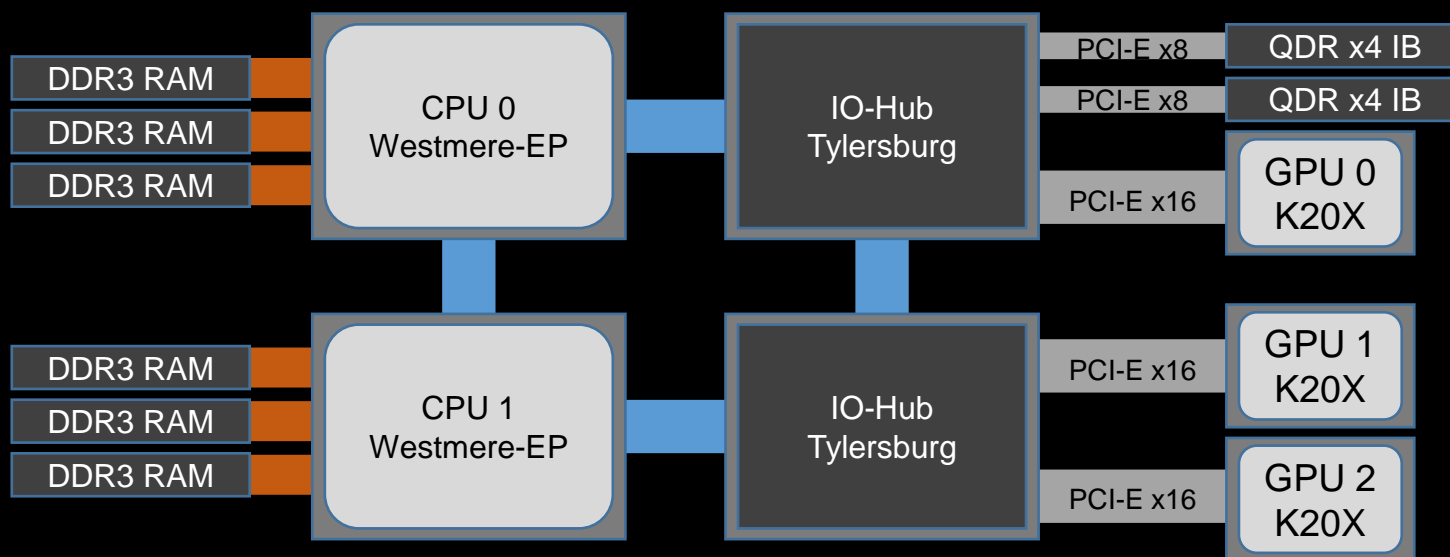 DDR3 RAM
DDR3 RAM
DDR3 RAM
CPU 0
Westmere-EP
IO-Hub
Tylersburg
PCI-E x8
QDR x4 IB
PCI-E x8
QDR x4 IB
PCI-E x16
GPU 0
K20X
DDR3 RAM
DDR3 RAM
DDR3 RAM
CPU 1
Westmere-EP
IO-Hub
Tylersburg
PCI-E x16
GPU 1
K20X
PCI-E x16
GPU 2
K20X